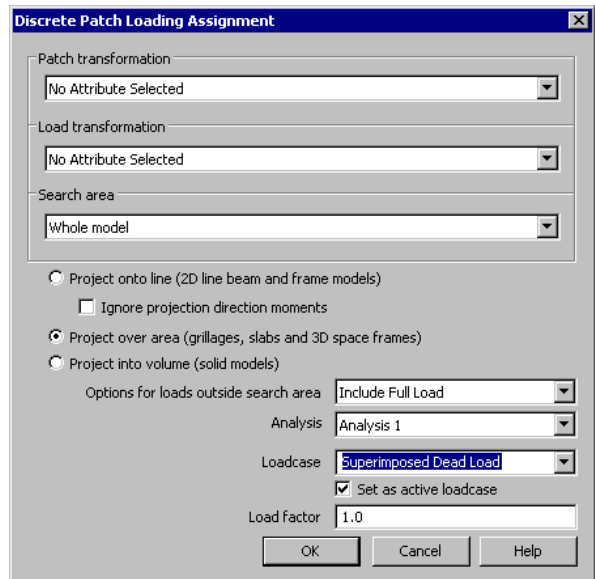 Discrete Patch Loading Assignment
Patch transformation
No Attribute Selected
Load transformation
No Attribute Selected
Search area
Whole model
Project onto line (2D line beam and frame models)
Ignore projection direction moments
Project over area (grillages, slabs and 3D space frames)
Project into volume (solid models)
Options for loads outside search area Include Full Load
Analysis Analysis 1
Loadcase Superimposed Dead Load
Set as active loadcase
Load factor 1.0
OK Cancel Help